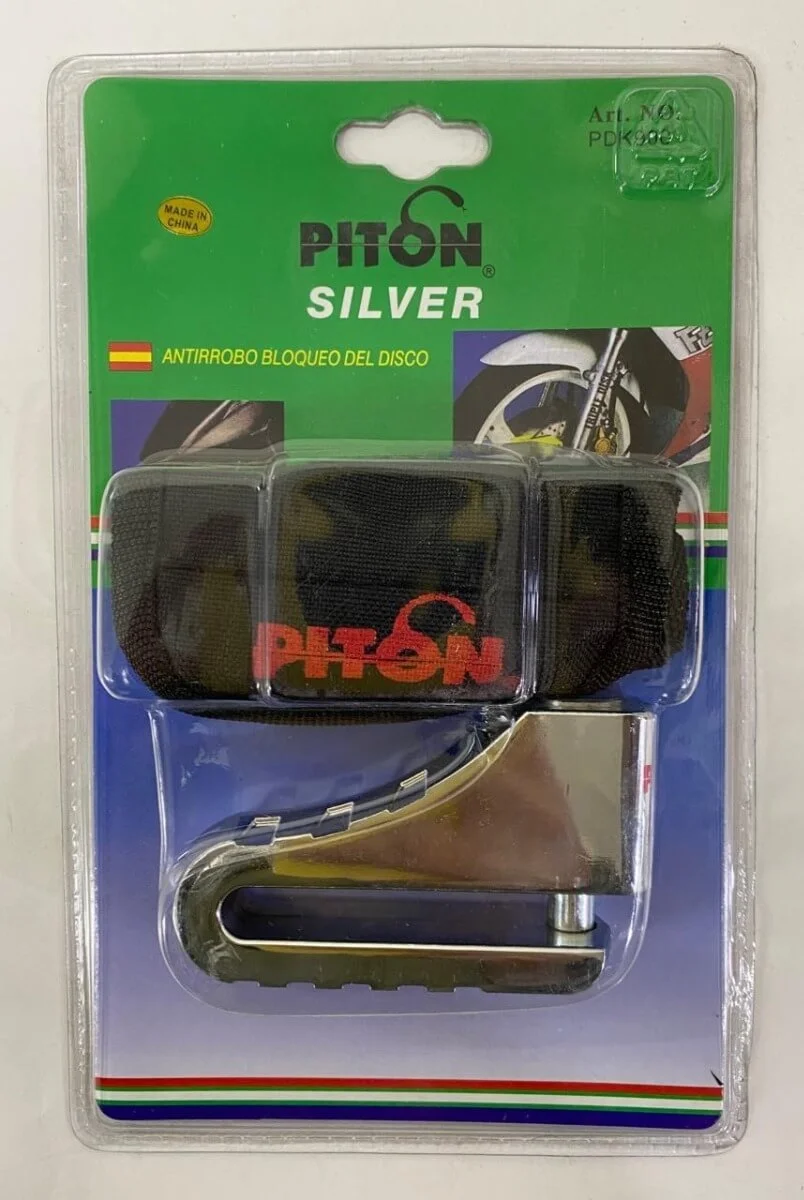 Art. NO:
MADE IN
CHINA
PITON
®
SILVER
ANTIRROBO BLOQUEO DEL DISCO
PITON